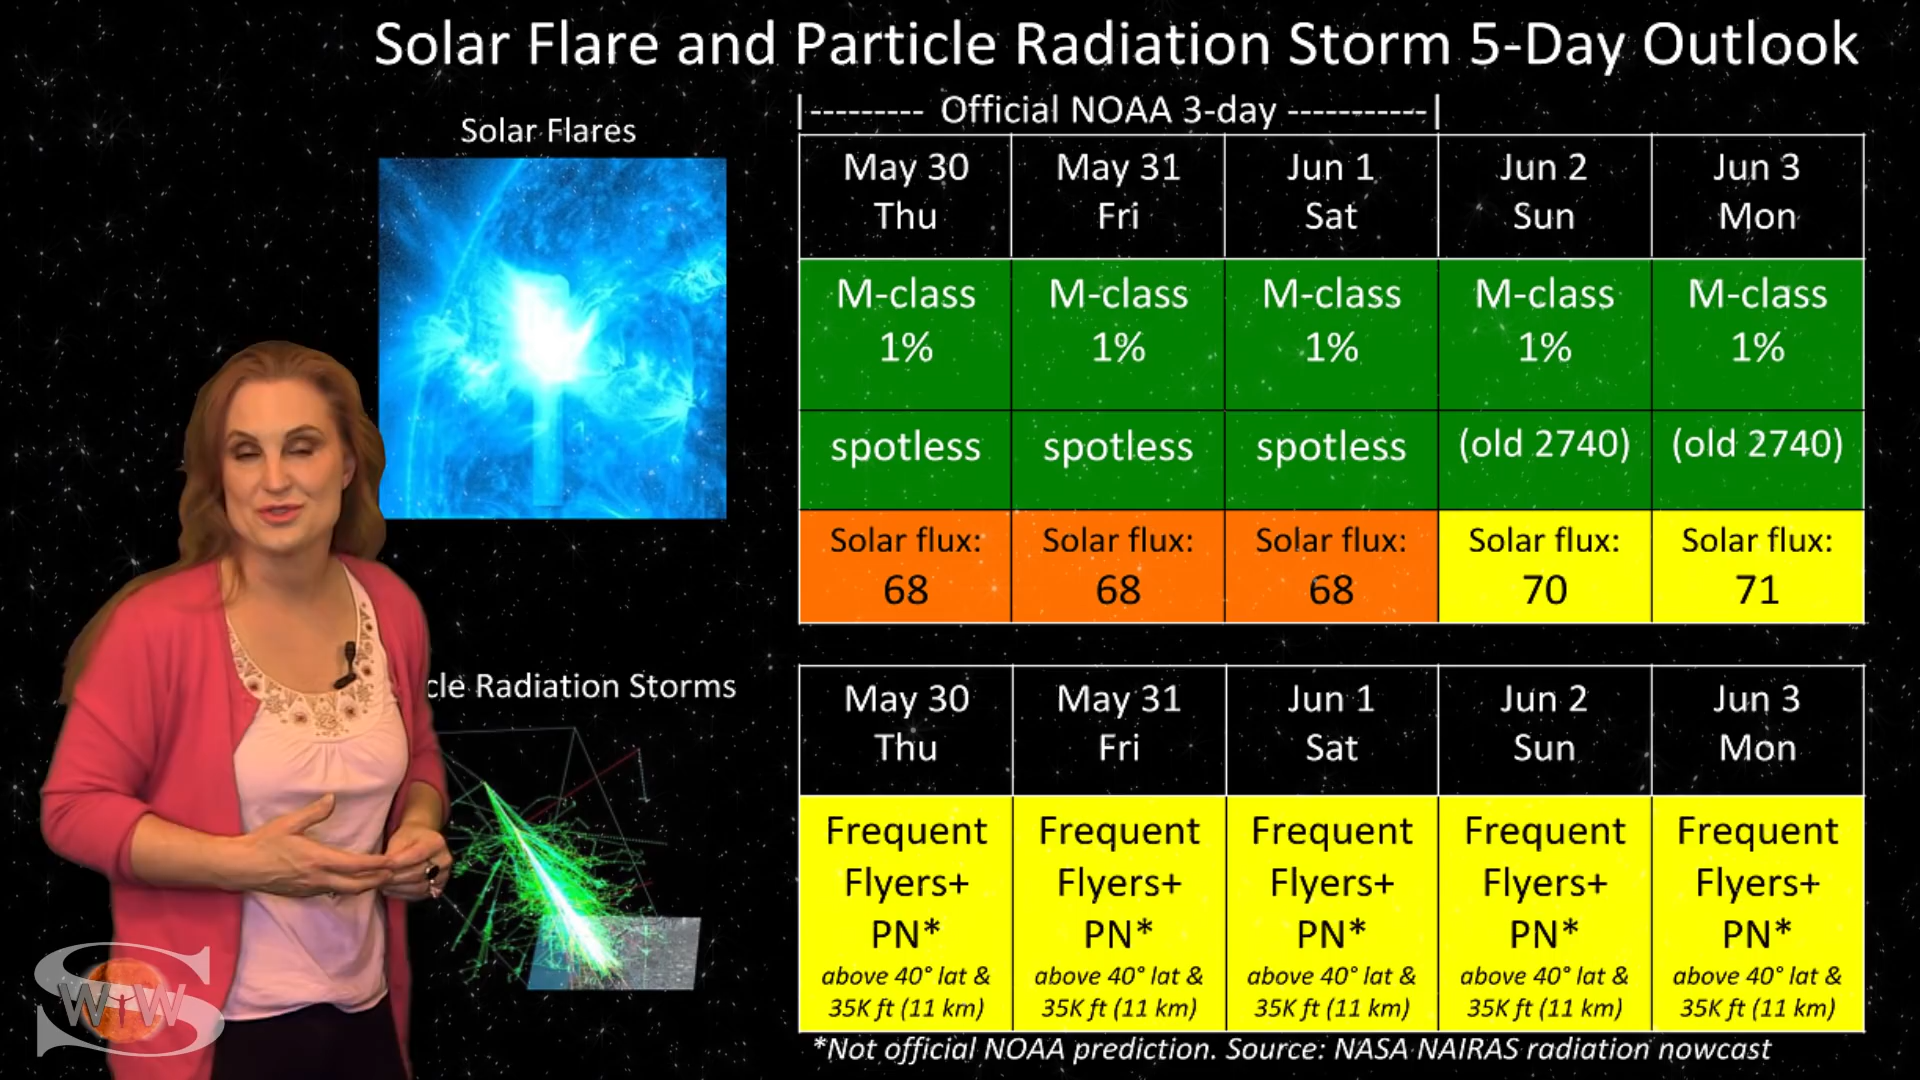 Solar Flare and Particle Radiation Storm 5-Day Outlook
|--------- Official NOAA 3-day -----------|
Solar Flares
May 30 May 31 Jun 1 Jun 2 Jun 3
Thu Fri Sat Sun Mon
M-class M-class M-class M-class M-class
1% 1% 1% 1% 1%
spotless spotless spotless (old 2740) (old 2740)
Solar flux: Solar flux: Solar flux: Solar flux: Solar flux:
68 68 68 70 71
cle Radiation Storms
May 30 May 31 Jun 1 Jun 2 Jun 3
Thu Fri Sat Sun Mon
Frequent Frequent Frequent Frequent Frequent
Flyers+ Flyers+ Flyers+ Flyers+ Flyers+
PN* PN* PN* PN* PN*
above 40° lat & above 40° lat & above 40° lat & above 40° lat & above 40° lat &
35K ft (11 km) 35K ft (11 km) 35K ft (11 km) 35K ft (11 km) 35K ft (11 km)
*Not official NOAA prediction. Source: NASA NAIRAS radiation nowcast
S
WW